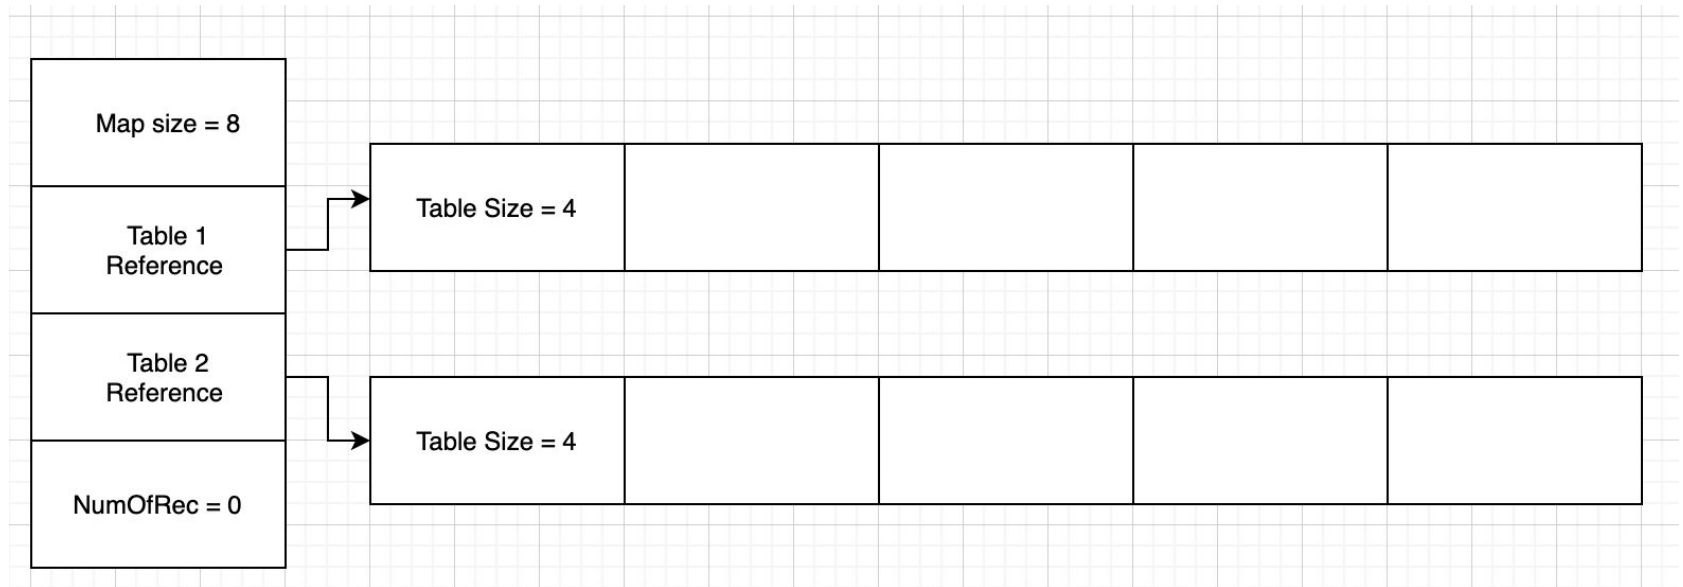 Map size = 8
Table 1
Reference
Table 2
Reference
NumOfRec = 0
Table Size = 4
Table Size = 4